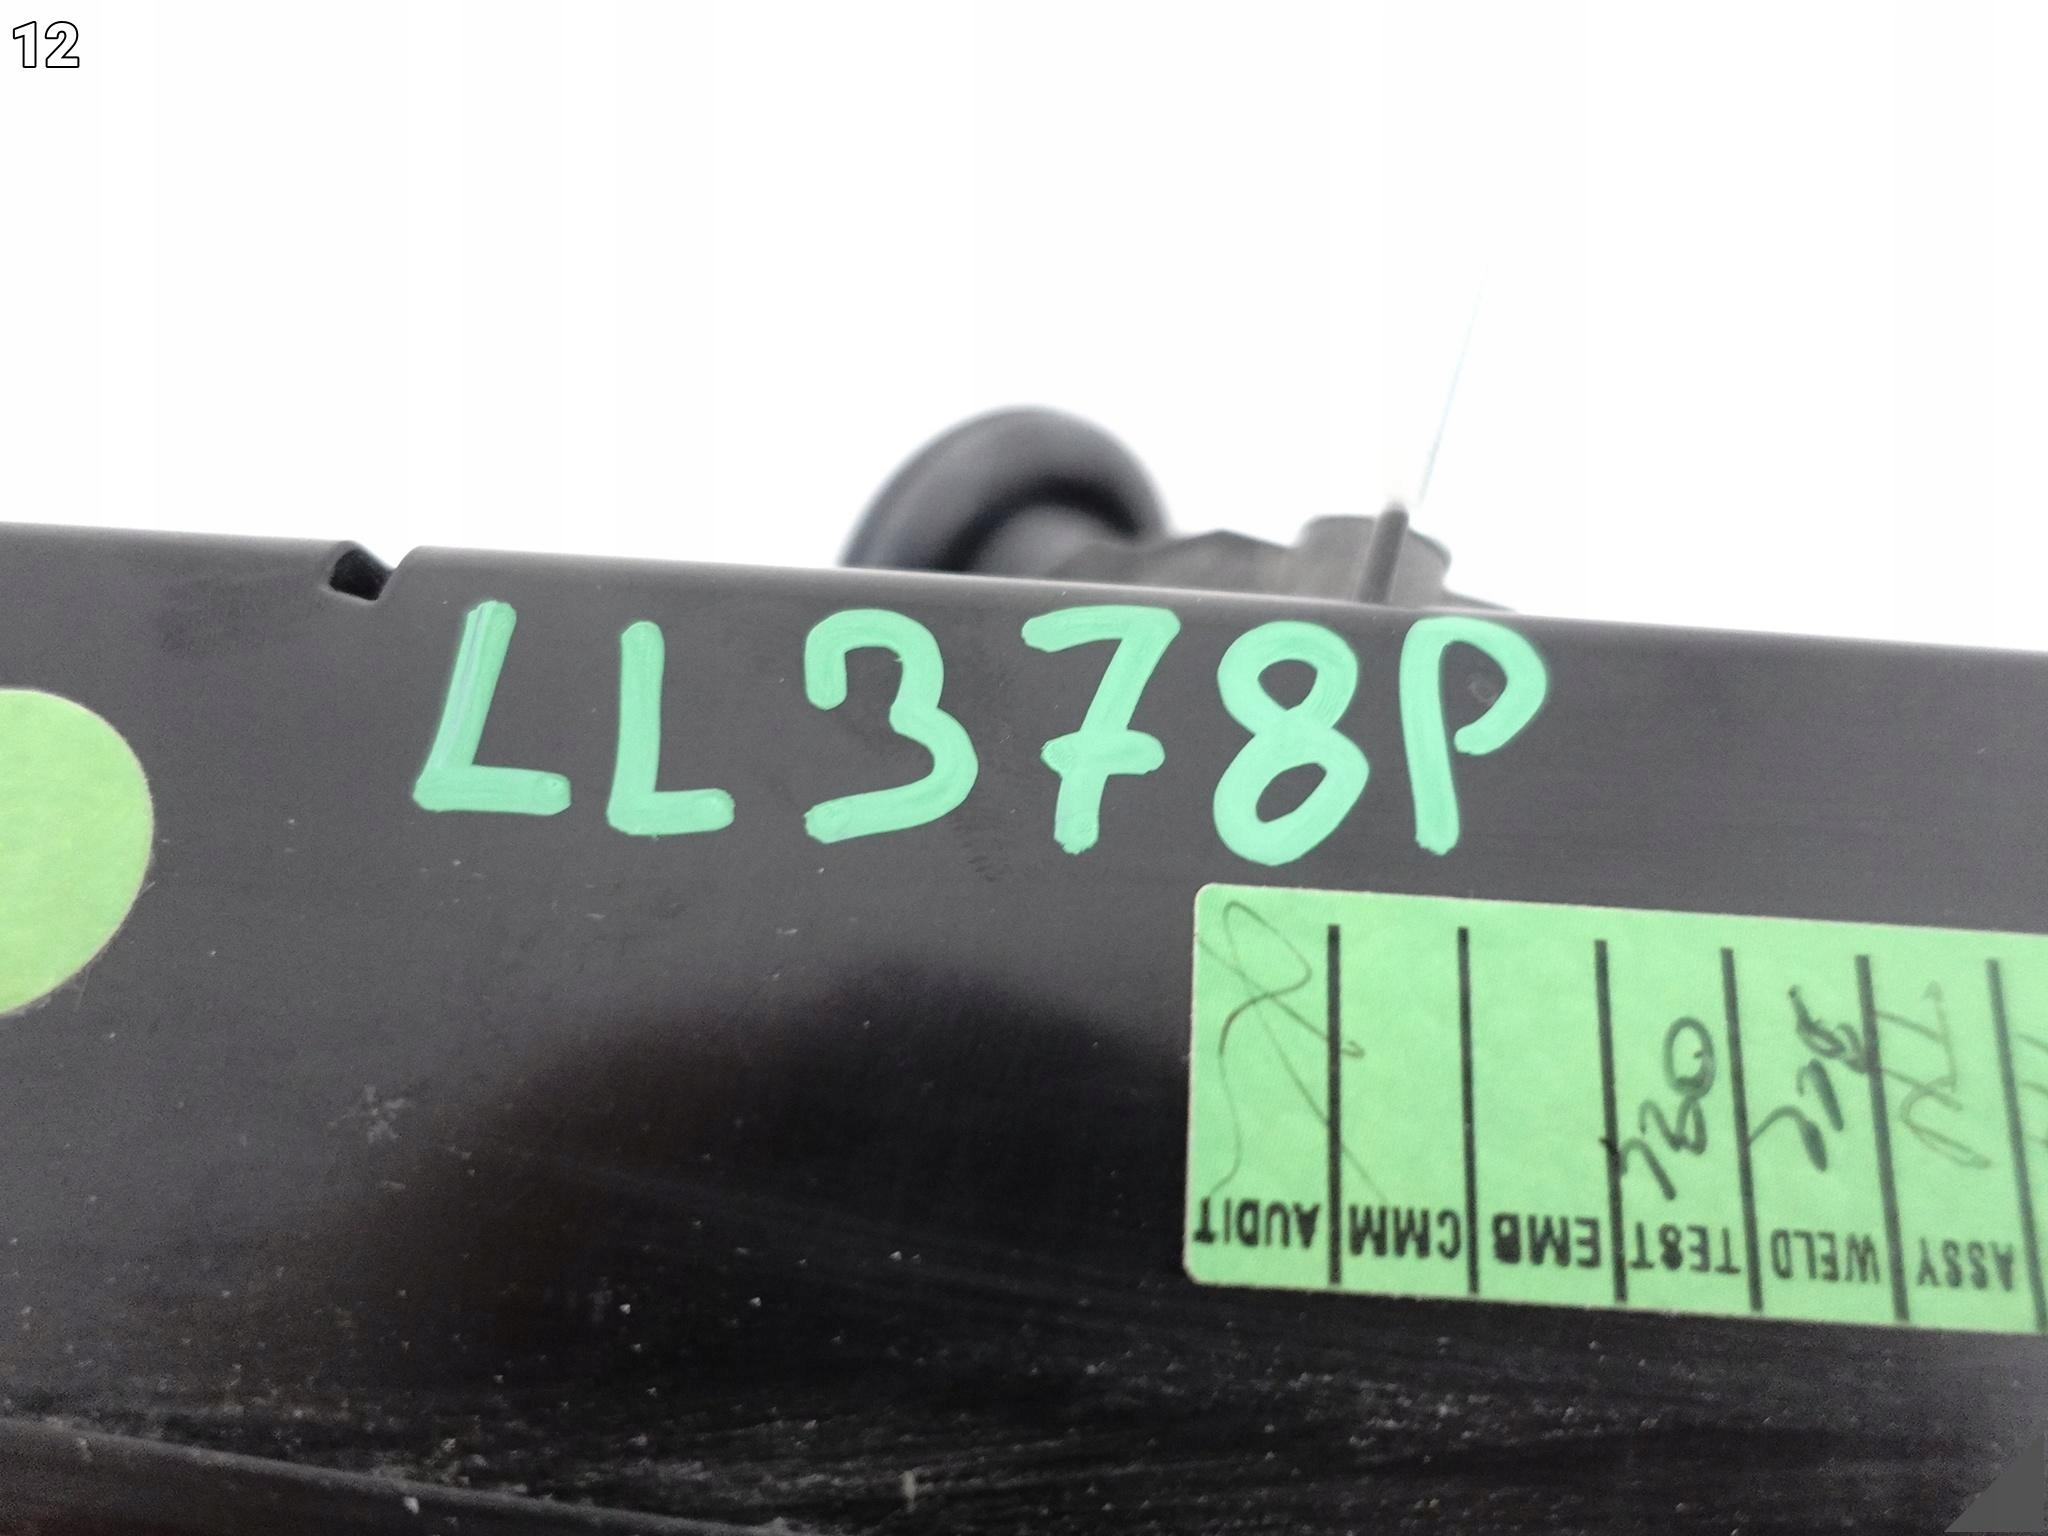 12
LL378P
AUDIT
CMM
EMB
TEST
WELD
ASSY